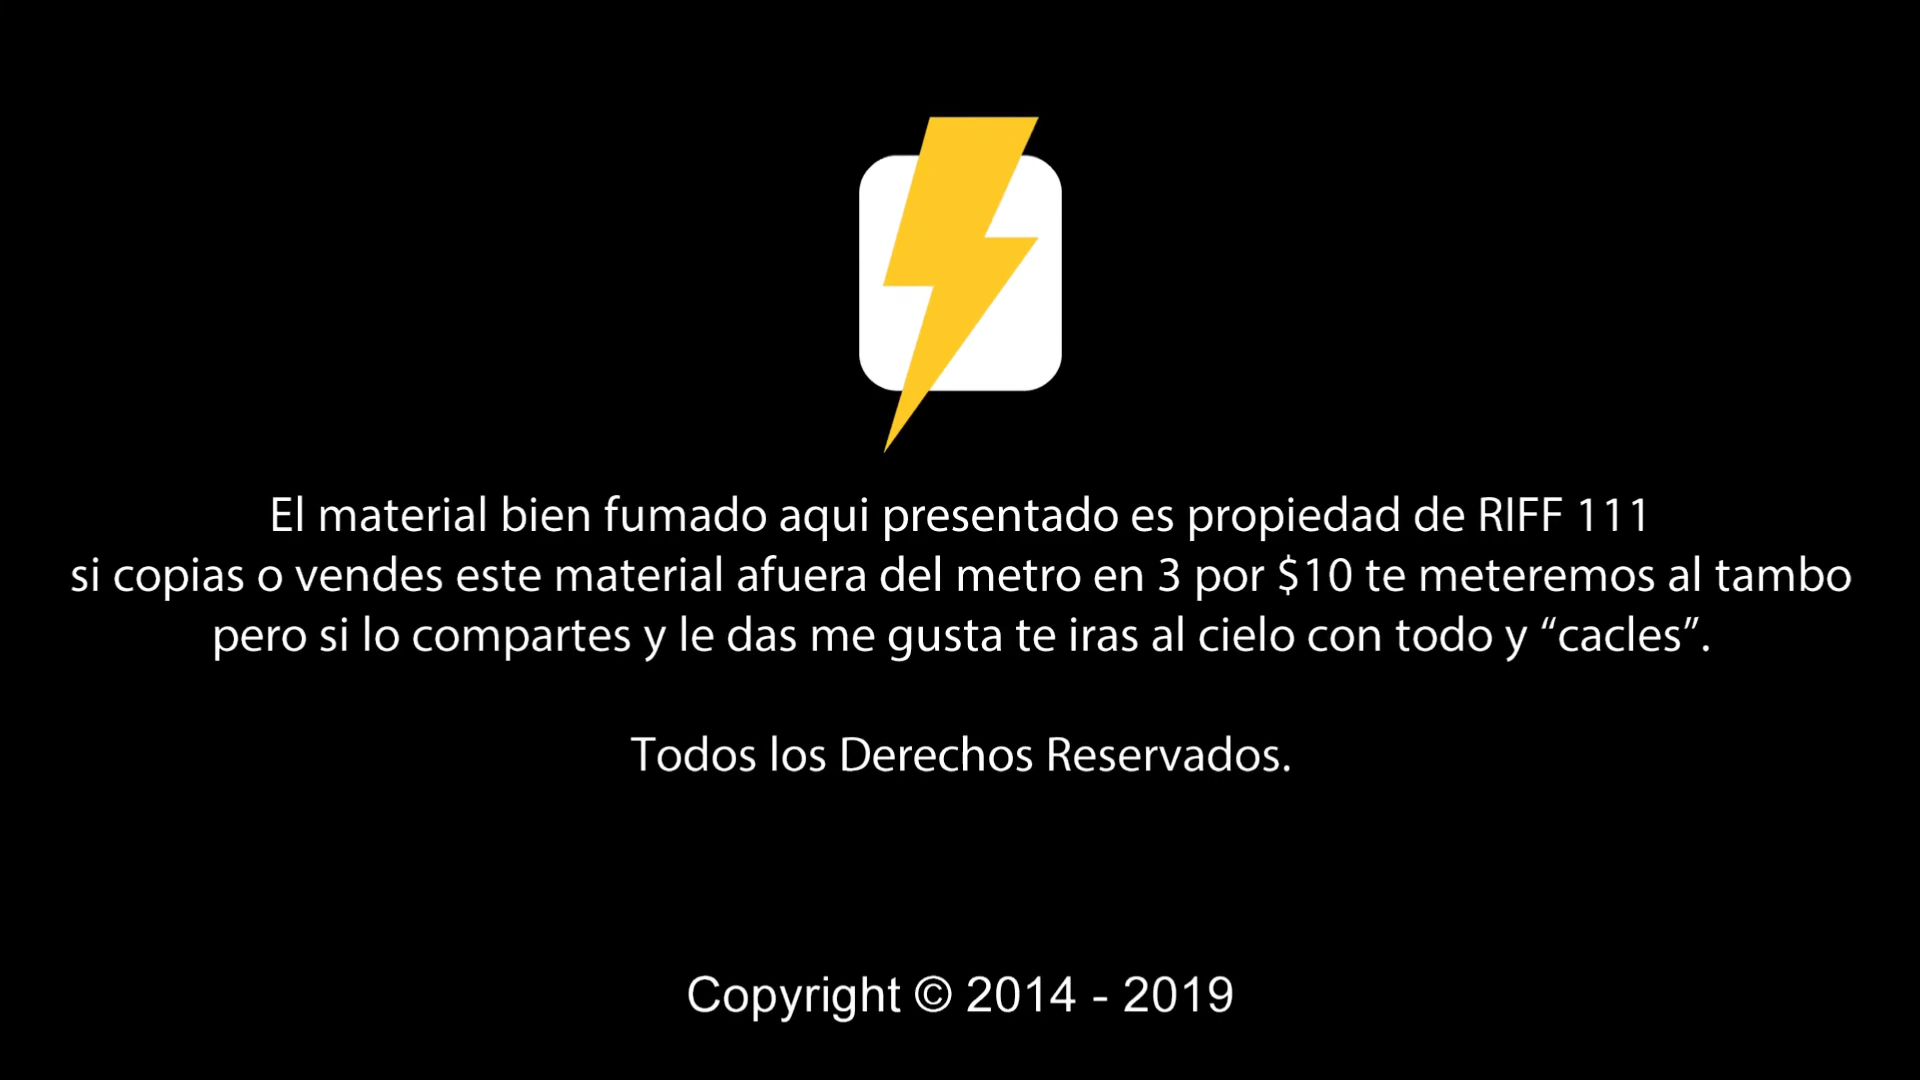 El material bien fumado aqui presentado es propiedad de RIFF 111
si copias o vendes este material afuera del metro en 3 por $10 te meteremos al tambo
pero si lo compartes y le das me gusta te iras al cielo con todo y “cacles”.
Todos los Derechos Reservados.
Copyright © 2014 - 2019